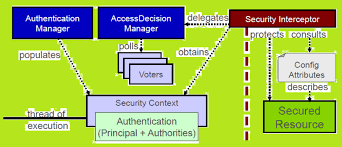 Authentication
Manager
AccessDecision
Manager
delegates
Security Interceptor
populates
polls
obtains
protects
consults
Voters
Config
Attributes
Security Context
describes
thread of
execution
Authentication
(Principal + Authorities)
Secured
Resource